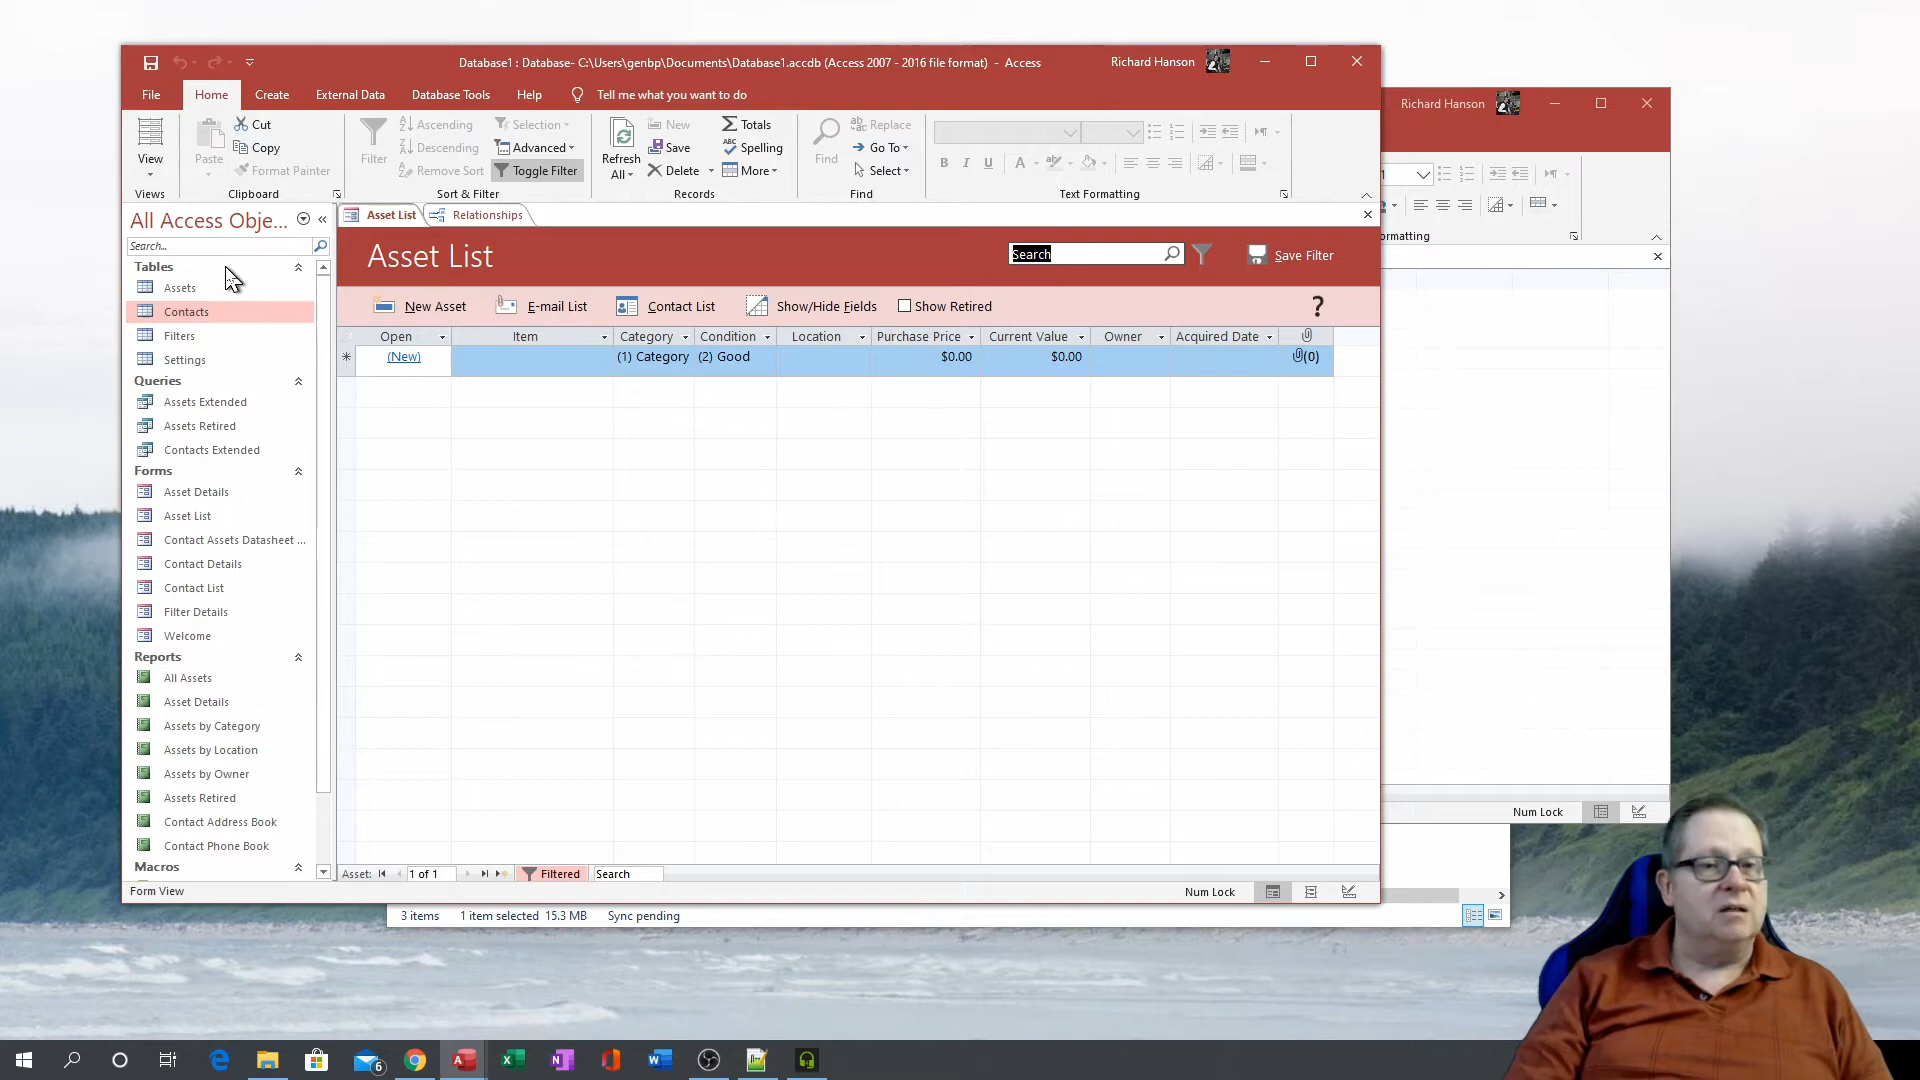 Database1 : Database- C:\Users\genbp\Documents\Database1.accdb (Access 2007 - 2016 file format) - Access
Richard Hanson
Richard Hanson
File Home Create External Data Database Tools Help Tell me what you want to do
View
Views
Paste
Cut
Copy
Format Painter
Clipboard
Filter
Ascending
Descending
Remove Sort
Selection
Advanced
Toggle Filter
Sort & Filter
Refresh
All
New
Save
Delete
Totals
Spelling
More
Records
Find
Replace
Go To
Select
Find
B I U A
Text Formatting
1
rmatting
All Access Obje...
Search...
Tables
Assets
Contacts
Filters
Settings
Queries
Assets Extended
Assets Retired
Contacts Extended
Forms
Asset Details
Asset List
Contact Assets Datasheet ...
Contact Details
Contact List
Filter Details
Welcome
Reports
All Assets
Asset Details
Assets by Category
Assets by Location
Assets by Owner
Assets Retired
Contact Address Book
Contact Phone Book
Macros
Asset List Relationships
Asset List
Search
Save Filter
New Asset E-mail List Contact List Show/Hide Fields Show Retired ?
Open Item Category Condition Location Purchase Price Current Value Owner Acquired Date
(New) (1) Category (2) Good $0.00 $0.00 (0)
Asset: 1 of 1 Filtered Search
Form View
Num Lock
Num Lock
3 items 1 item selected 15.3 MB Sync pending
6